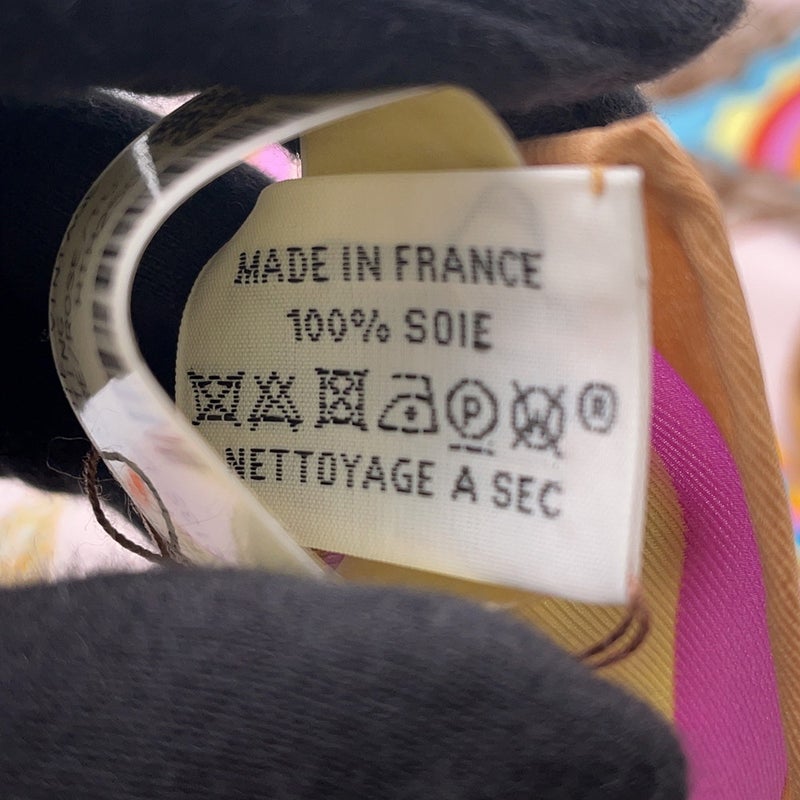 MADE IN FRANCE
100% SOIE
P W ®
NETTOYAGE A SEC